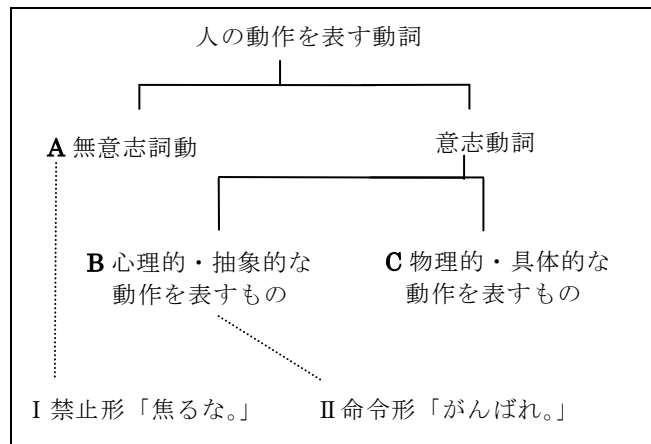 人の動作を表す動詞
A 無意志詞動
意志動詞
B 心理的・抽象的な
動作を表すもの
C 物理的・具体的な
動作を表すもの
Ⅰ 禁止形「焦るな。」
Ⅱ 命令形「がんばれ。」